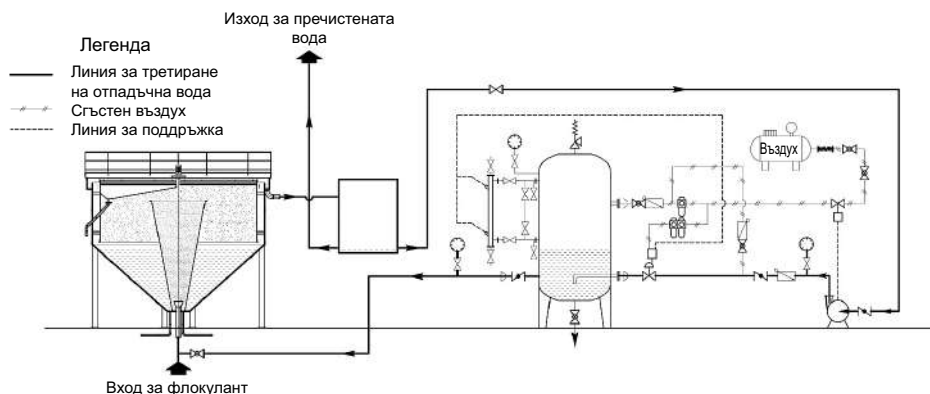 Изход за пречистената
вода
Легенда
Линия за третиране
на отпадъчна вода
Сгъстен въздух
Линия за поддръжка
Въздух
Вход за флокулант